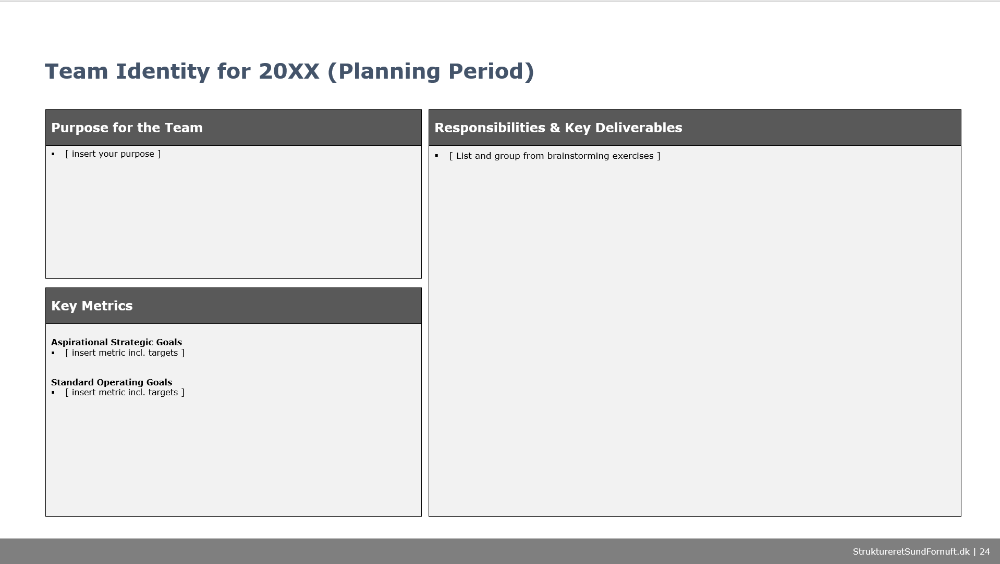 Team Identity for 20XX (Planning Period)
Purpose for the Team
▪ [ insert your purpose ]
Key Metrics
Aspirational Strategic Goals
▪ [ insert metric incl. targets ]
Standard Operating Goals
▪ [ insert metric incl. targets ]
Responsibilities & Key Deliverables
▪ [ List and group from brainstorming exercises ]
StruktureretSundFornuft.dk | 24